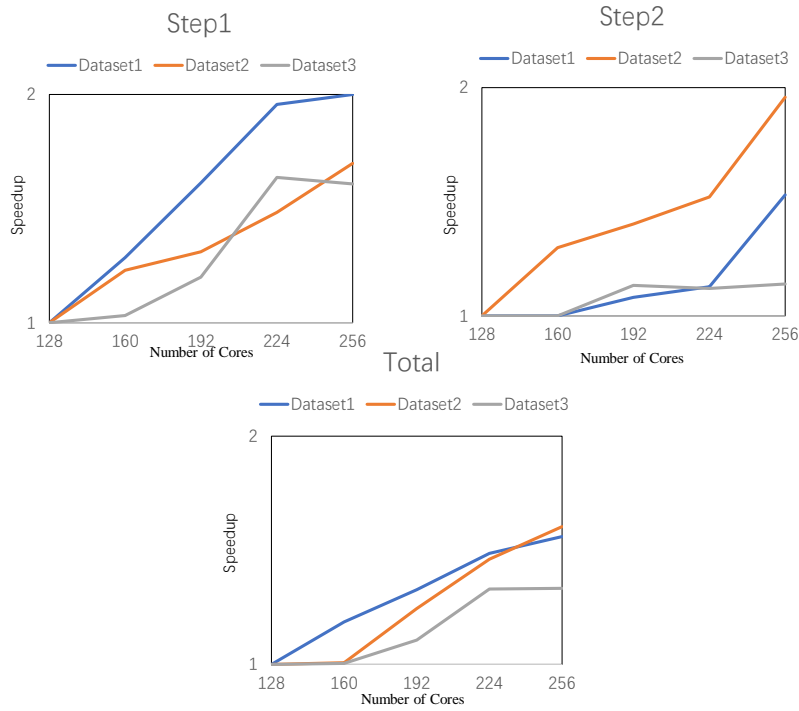 Step1
Dataset1 Dataset2 Dataset3
2
Speedup
1
128 160 192 224 256
Number of Cores
Step2
Dataset1 Dataset2 Dataset3
2
Speedup
1
128 160 192 224 256
Number of Cores
Total
Dataset1 Dataset2 Dataset3
2
Speedup
1
128 160 192 224 256
Number of Cores